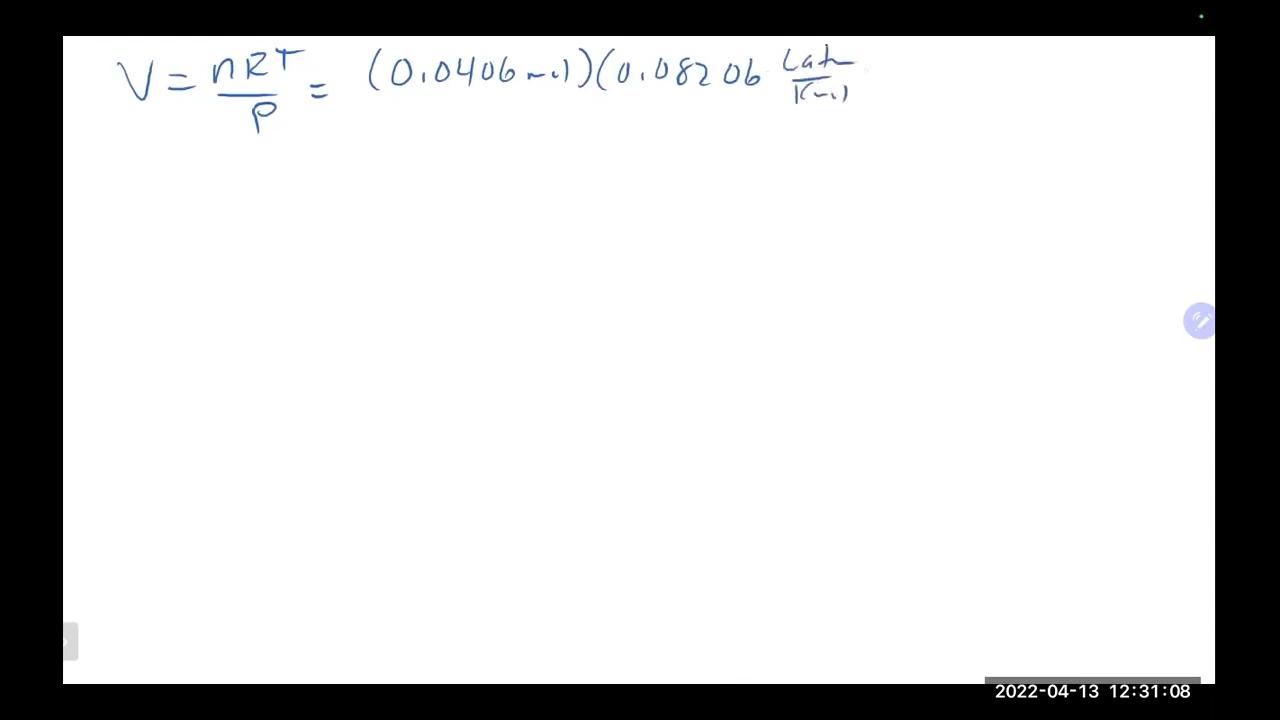 V = nRT/P = (0.0406 mol)(0.08206 L atm/K mol
2022-04-13 12:31:08